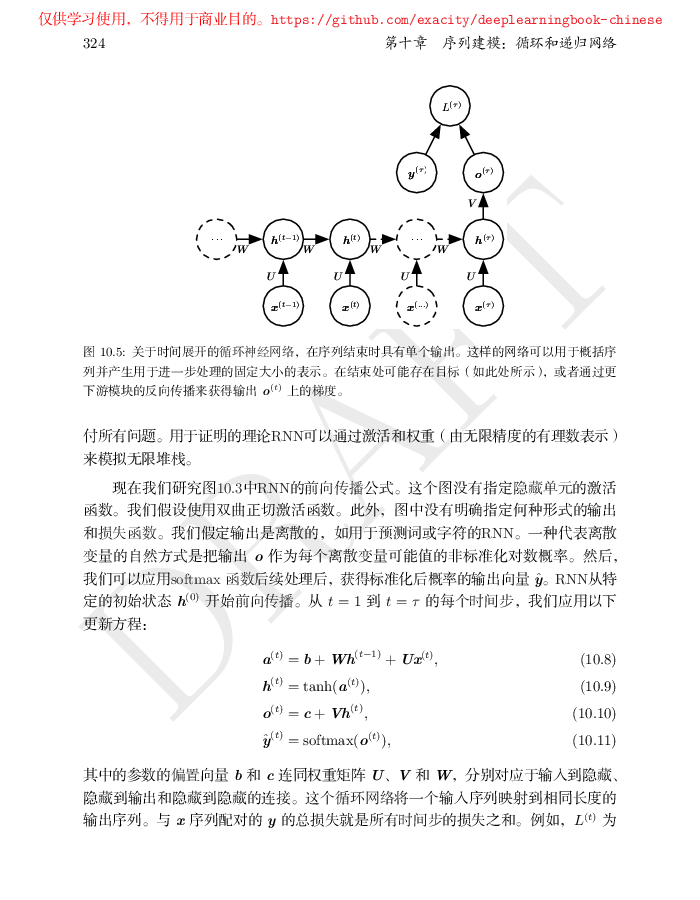 仅供学习使用，不得用于商业目的。https://github.com/exacity/deeplearningbook-chinese
324 第十章 序列建模：循环和递归网络
L(τ)
y(τ) o(τ)
V
... h(t−1) h(t) ... h(τ)
W W W W
U U U U
x(t−1) x(t) x(...) x(τ)
图 10.5: 关于时间展开的循环神经网络，在序列结束时具有单个输出。这样的网络可以用于概括序
列并产生用于进一步处理的固定大小的表示。在结束处可能存在目标（如此处所示），或者通过更
下游模块的反向传播来获得输出 o(t) 上的梯度。
付所有问题。用于证明的理论RNN可以通过激活和权重（由无限精度的有理数表示）
来模拟无限堆栈。
现在我们研究图10.3中RNN的前向传播公式。这个图没有指定隐藏单元的激活
函数。我们假设使用双曲正切激活函数。此外，图中没有明确指定何种形式的输出
和损失函数。我们假定输出是离散的，如用于预测词或字符的RNN。一种代表离散
变量的自然方式是把输出 o 作为每个离散变量可能值的非标准化对数概率。然后，
我们可以应用softmax 函数后续处理后，获得标准化后概率的输出向量 ŷ。RNN从特
定的初始状态 h(0) 开始前向传播。从 t = 1 到 t = τ 的每个时间步，我们应用以下
更新方程：
a(t) = b + Wh(t−1) + Ux(t), (10.8)
h(t) = tanh(a(t)), (10.9)
o(t) = c + Vh(t), (10.10)
ŷ(t) = softmax(o(t)), (10.11)
其中的参数的偏置向量 b 和 c 连同权重矩阵 U、V 和 W，分别对应于输入到隐藏、
隐藏到输出和隐藏到隐藏的连接。这个循环网络将一个输入序列映射到相同长度的
输出序列。与 x 序列配对的 y 的总损失就是所有时间步的损失之和。例如，L(t) 为
DRAFT